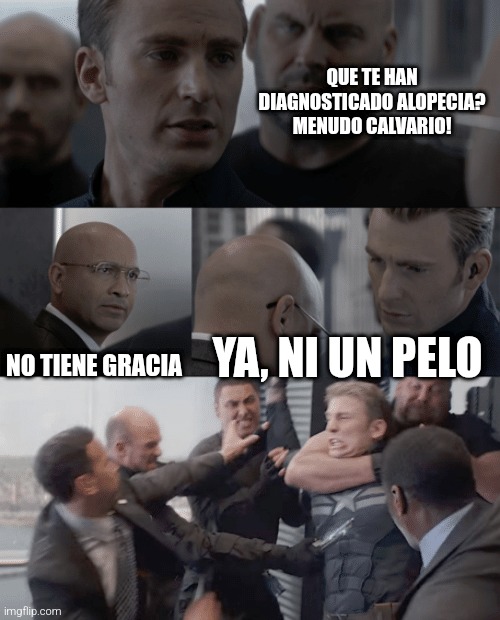 QUE TE HAN
DIAGNOSTICADO ALOPECIA?
MENUDO CALVARIO!
NO TIENE GRACIA
YA, NI UN PELO
imgflip.com